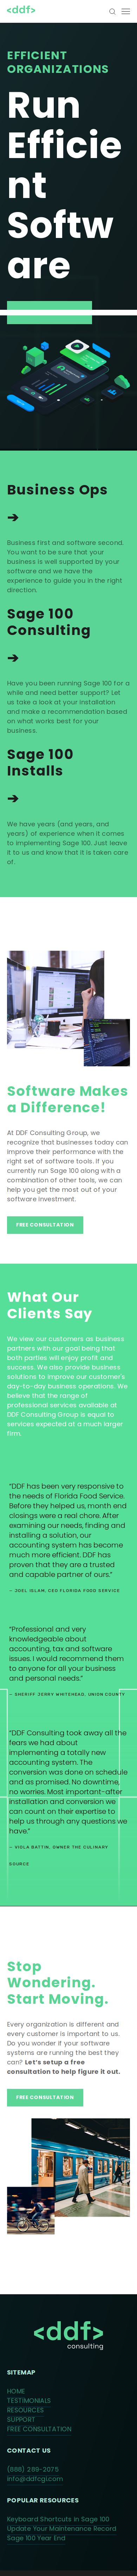 <ddf>
EFFICIENT
ORGANIZATIONS
Run
Efficie
nt
Softw
are
Business Ops
➔
Business first and software second.
You want to be sure that your
business is well supported by your
software and we have the
experience to guide you in the right
direction.
Sage 100
Consulting
➔
Have you been running Sage 100 for a
while and need better support? Let
us take a look at your installation
and make a recommendation based
on what works best for your
business.
Sage 100
Installs
➔
We have years (and years, and
years) of experience when it comes
to implementing Sage 100. Just leave
it to us and know that it is taken care
of.
Software Makes
a Difference!
At DDF Consulting Group, we
recognize that businesses today can
improve their performance with the
right set of software tools. If you
currently run Sage 100 along with a
combination of other tools, we can
help you get the most out of your
software investment.
FREE CONSULTATION
What Our
Clients Say
We view our customers as business
partners with our goal being that
both parties will enjoy profit and
success. We also provide business
solutions to improve our customer's
day-to-day business operations. We
believe that the range of
professional services available at
DDF Consulting Group is equal to
services expected at a much larger
firm.
“DDF has been very responsive to
the needs of Florida Food Service.
Before they helped us, month end
closings were a real chore. After
examining our needs, finding and
installing a solution, our
accounting system has become
much more efficient. DDF has
proven that they are a trusted
and capable partner of ours.”
– JOEL ISLAM, CEO FLORIDA FOOD SERVICE
“Professional and very
knowledgeable about
accounting, tax and software
issues. I would recommend them
to anyone for all your business
and personal needs.”
– SHERIFF JERRY WHITEHEAD, UNION COUNTY
“DDF Consulting took away all the
fears we had about
implementing a totally new
accounting system. The
conversion was done on schedule
and as promised. No downtime,
no worries. Most important-after
installation and conversion we
can count on their expertise to
help us through any questions we
have.”
– VIOLA BATTIN, OWNER THE CULINARY
SOURCE
Stop
Wondering.
Start Moving.
Every organization is different and
every customer is important to us.
Do you wonder if your software
packages are running as best they
can? Let's setup a free
consultation to help figure it out.
FREE CONSULTATION
<ddf>
consulting
SITEMAP
HOME
TESTIMONIALS
RESOURCES
SUPPORT
FREE CONSULTATION
CONTACT US
(888) 289-2075
info@ddfcgi.com
POPULAR RESOURCES
Keyboard Shortcuts In Sage 100
Update Your Maintenance Record
Sage 100 Year End